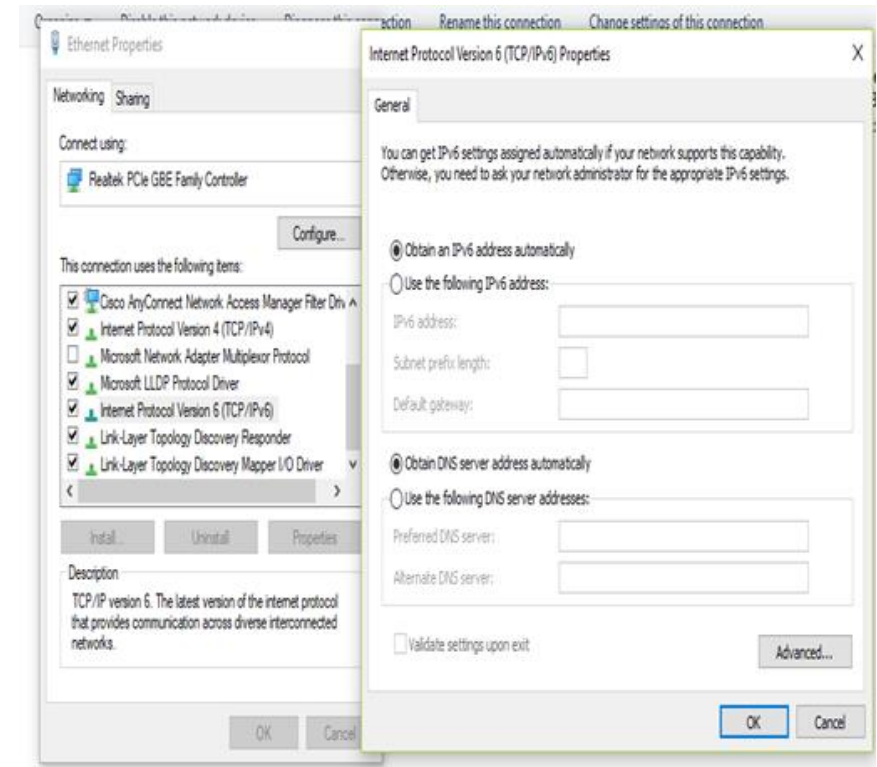 Rename this connection
Change settings of this connection
Ethernet Properties
Networking
Sharing
Connect using:
Realtek PCIe GBE Family Controller
Configure...
This connection uses the following items:
Cisco AnyConnect Network Access Manager Filter Driv
Internet Protocol Version 4 (TCP/IPv4)
Microsoft Network Adapter Multiplexor Protocol
Microsoft LLDP Protocol Driver
Internet Protocol Version 6 (TCP/IPv6)
Link-Layer Topology Discovery Responder
Link-Layer Topology Discovery Mapper I/O Driver
Install...
Uninstall
Properties
Description
TCP/IP version 6. The latest version of the internet protocol
that provides communication across diverse interconnected
networks.
OK
Cancel
Internet Protocol Version 6 (TCP/IPv6) Properties
X
General
You can get IPv6 settings assigned automatically if your network supports this capability.
Otherwise, you need to ask your network administrator for the appropriate IPv6 settings.
Obtain an IPv6 address automatically
Use the following IPv6 address:
IPv6 address:
Subnet prefix length:
Default gateway:
Obtain DNS server address automatically
Use the following DNS server addresses:
Preferred DNS server:
Alternate DNS server:
Validate settings upon exit
Advanced...
OK
Cancel